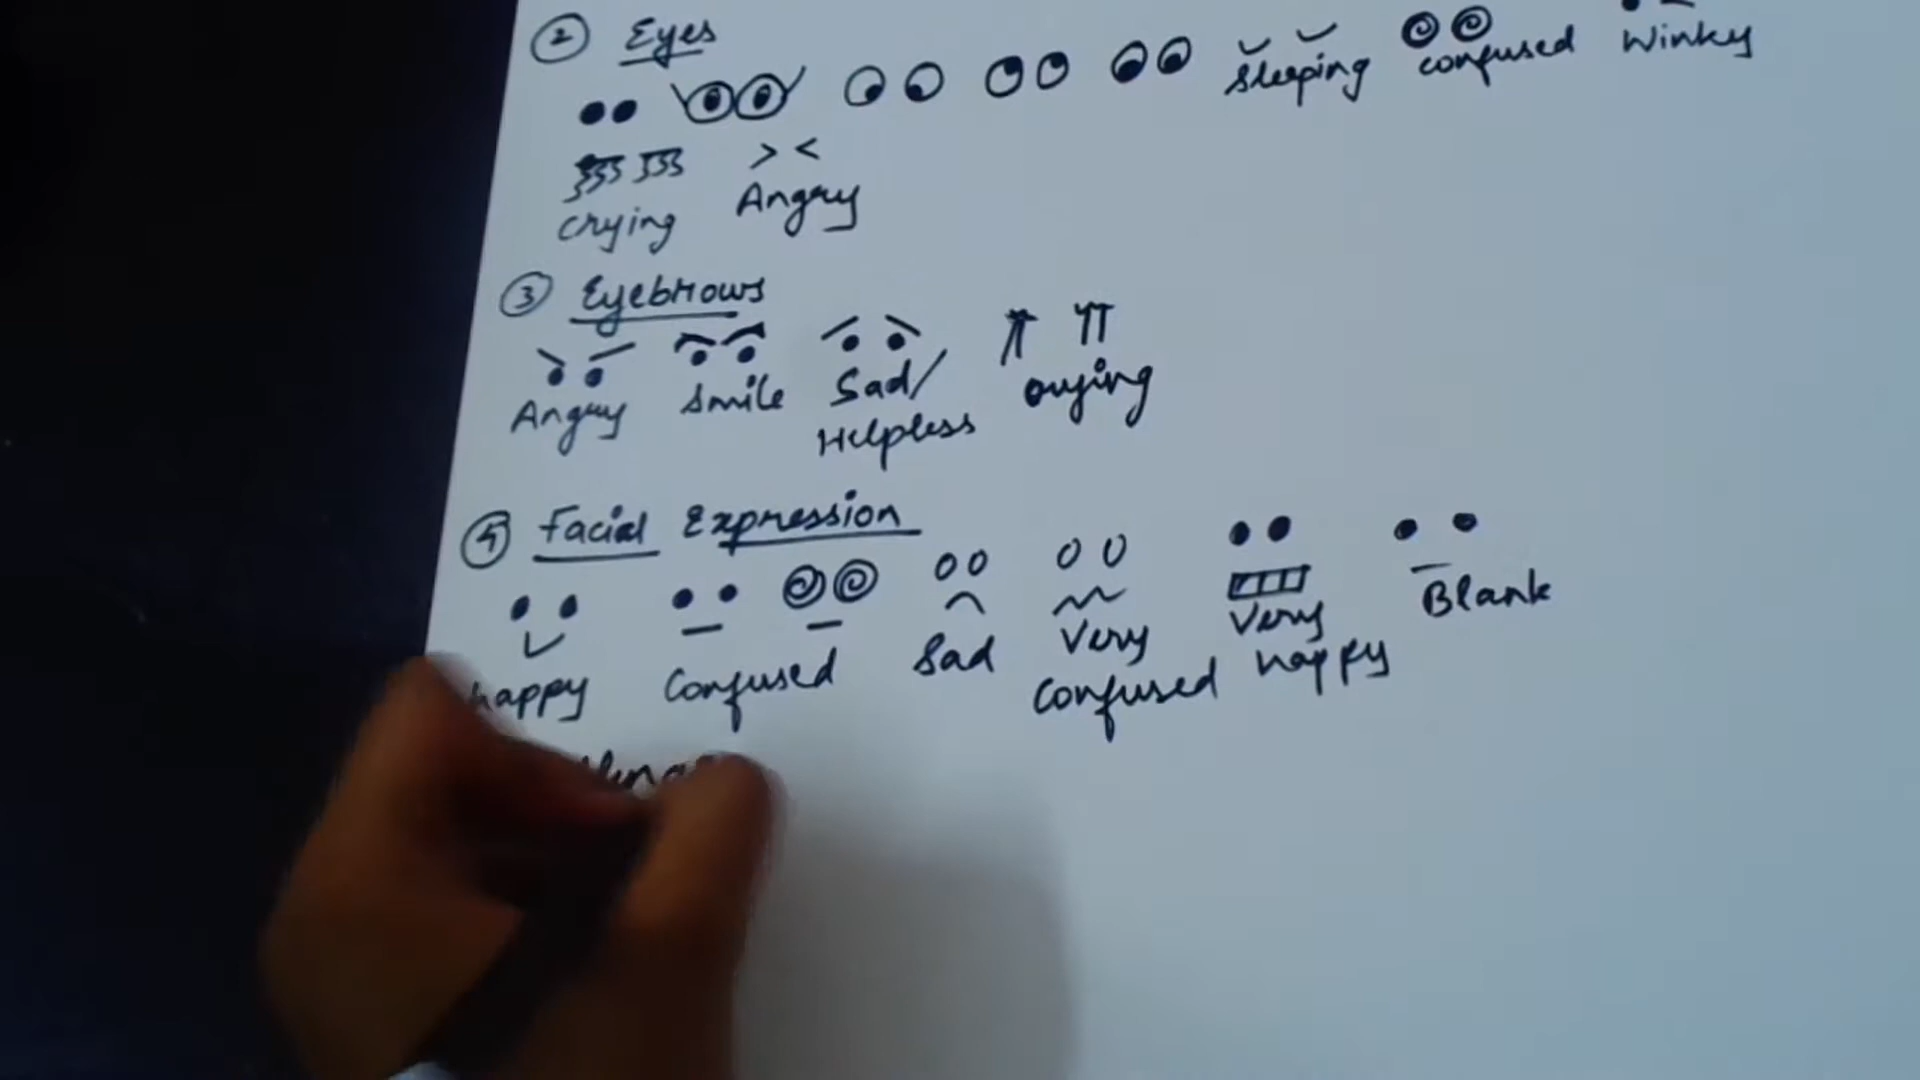 2 Eyes
sleeping confused Winky
crying Angry
3 Eyebrows
Angry Smile Sad/ crying
Helpless
4 Facial Expression
happy Confused Sad Very Very Blank
Confused happy